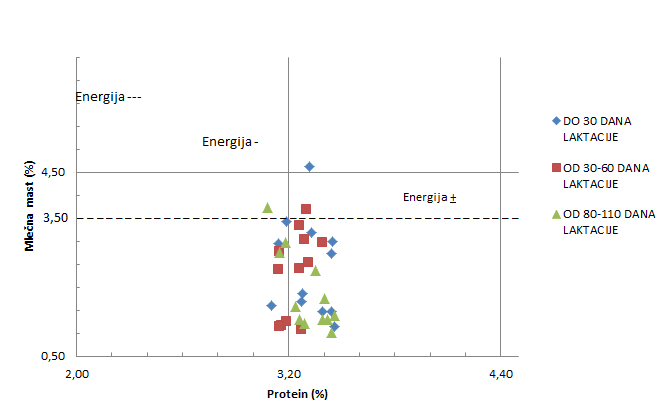 Energija ---
Energija -
Energija ±
4,50
3,50
0,50
2,00
3,20
4,40
Mlečna mast (%)
Protein (%)
DO 30 DANA
LAKTACIJE
OD 30-60 DANA
LAKTACIJE
OD 80-110 DANA
LAKTACIJE